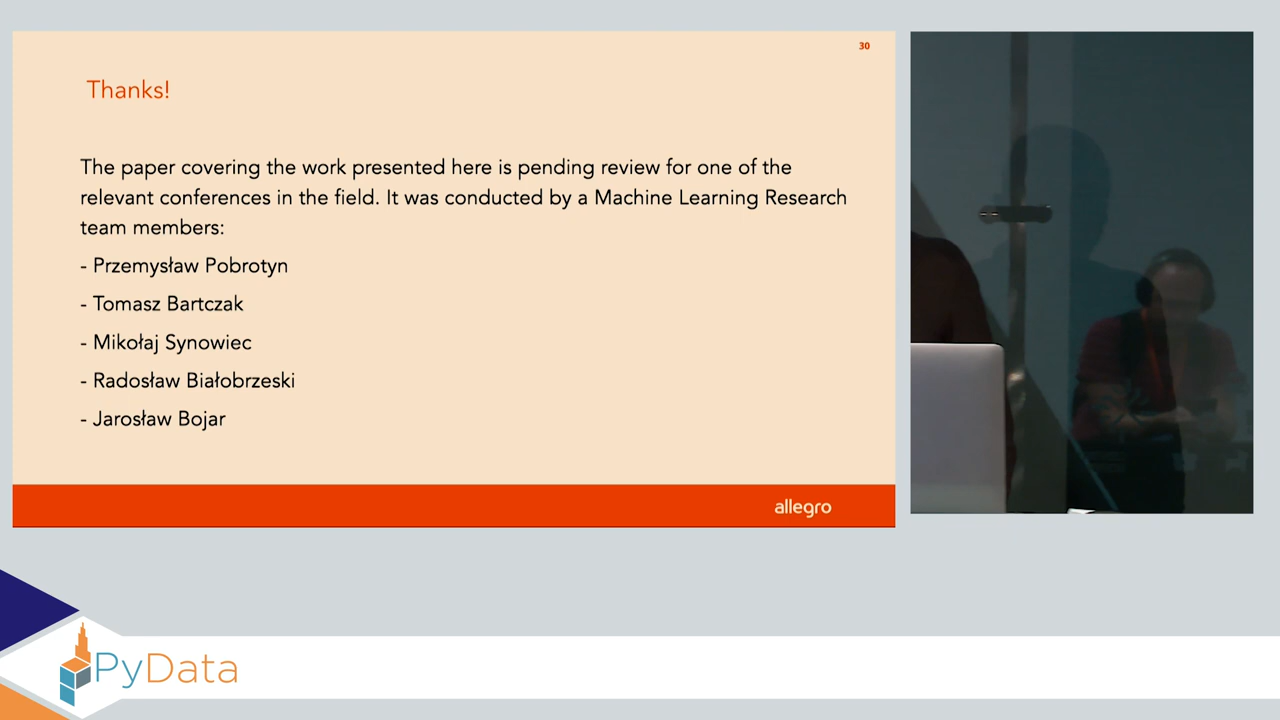 30
Thanks!
The paper covering the work presented here is pending review for one of the
relevant conferences in the field. It was conducted by a Machine Learning Research
team members:
- Przemysław Pobrotyn
- Tomasz Bartczak
- Mikołaj Synowiec
- Radosław Białobrzeski
- Jarosław Bojar
allegro
PyData